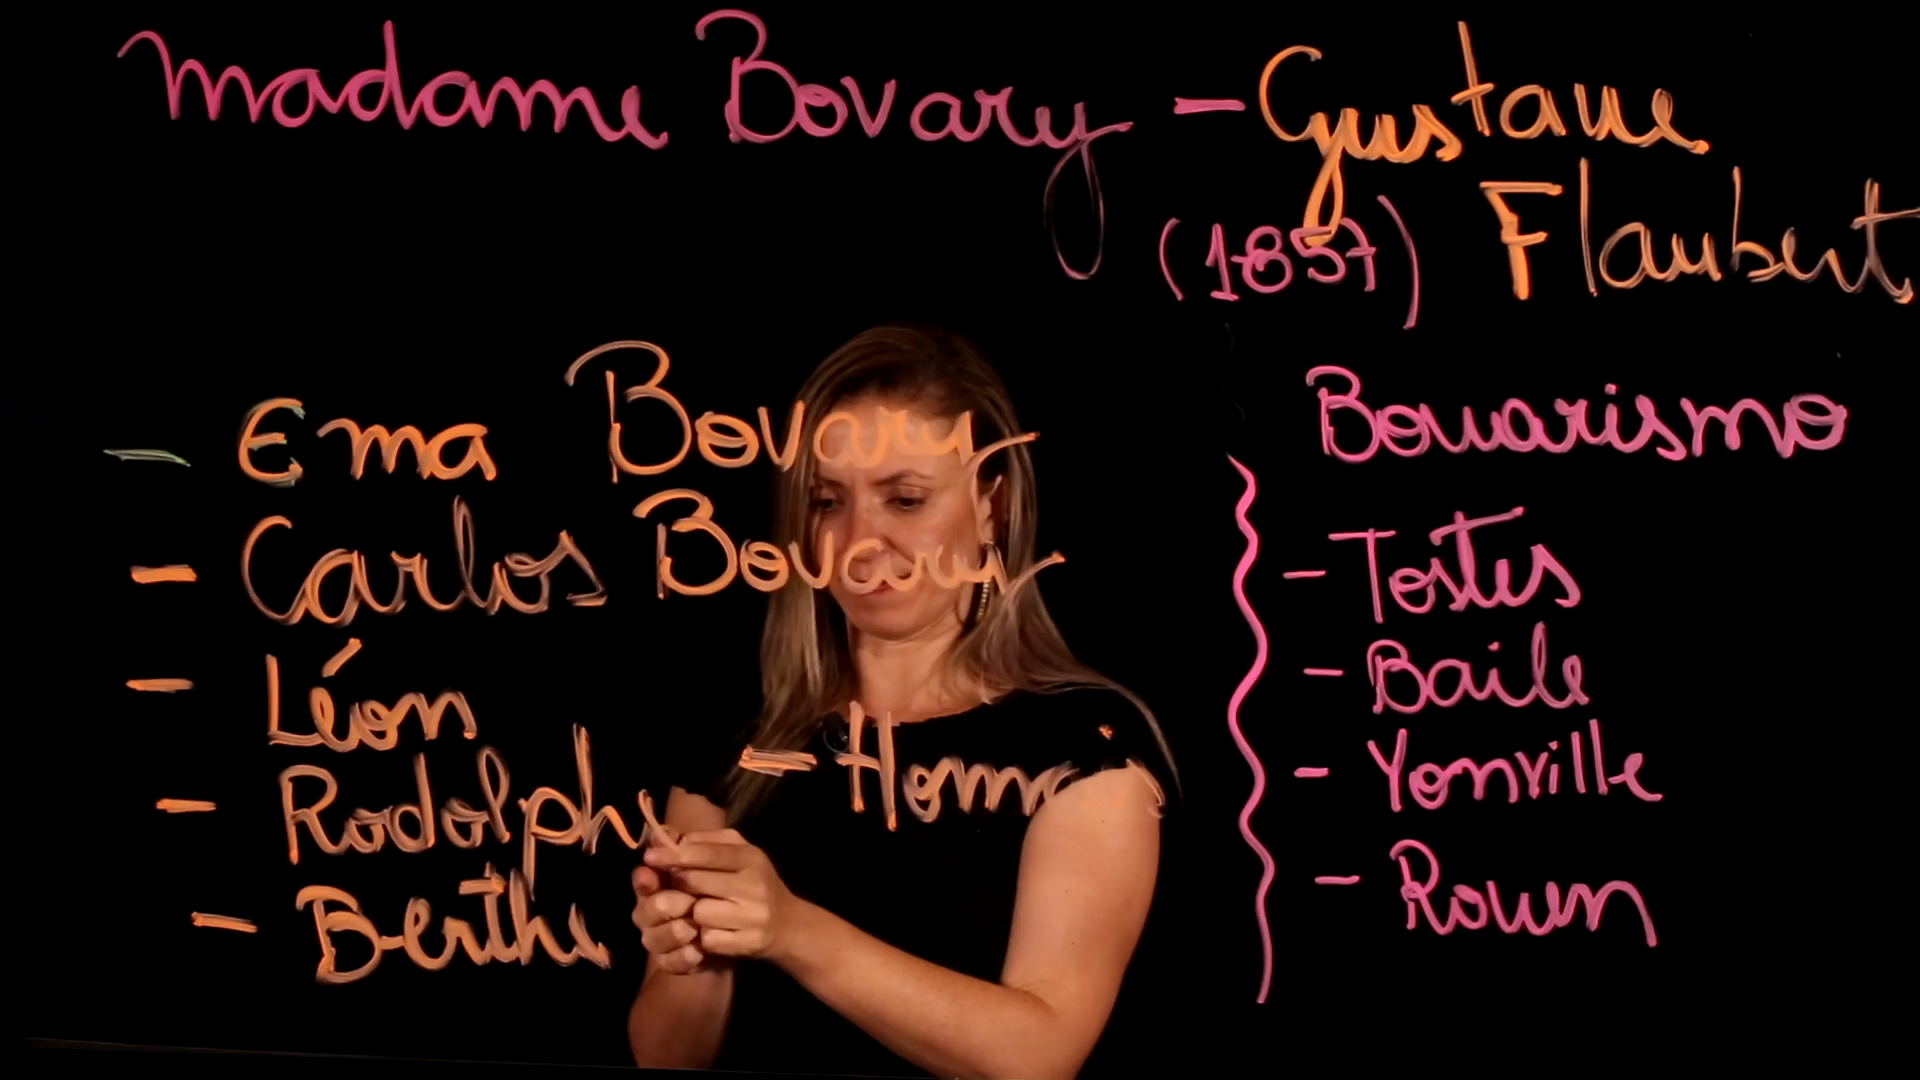 Madame Bovary - Gustave
(1857) Flaubert
- Ema Bovary
- Carlos Bovary
- Léon
- Rodolphe
- Homais
- Berthe
Bovarismo
- Tostes
- Baile
- Yonville
- Rouen